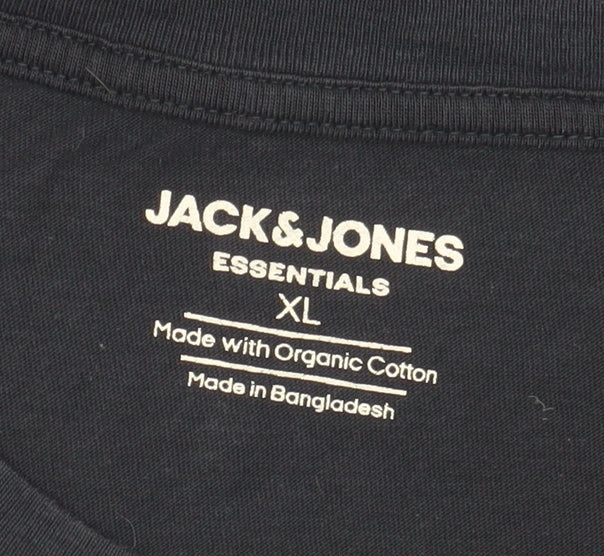 JACK&JONES
ESSENTIALS
XL
Made with Organic Cotton
Made in Bangladesh